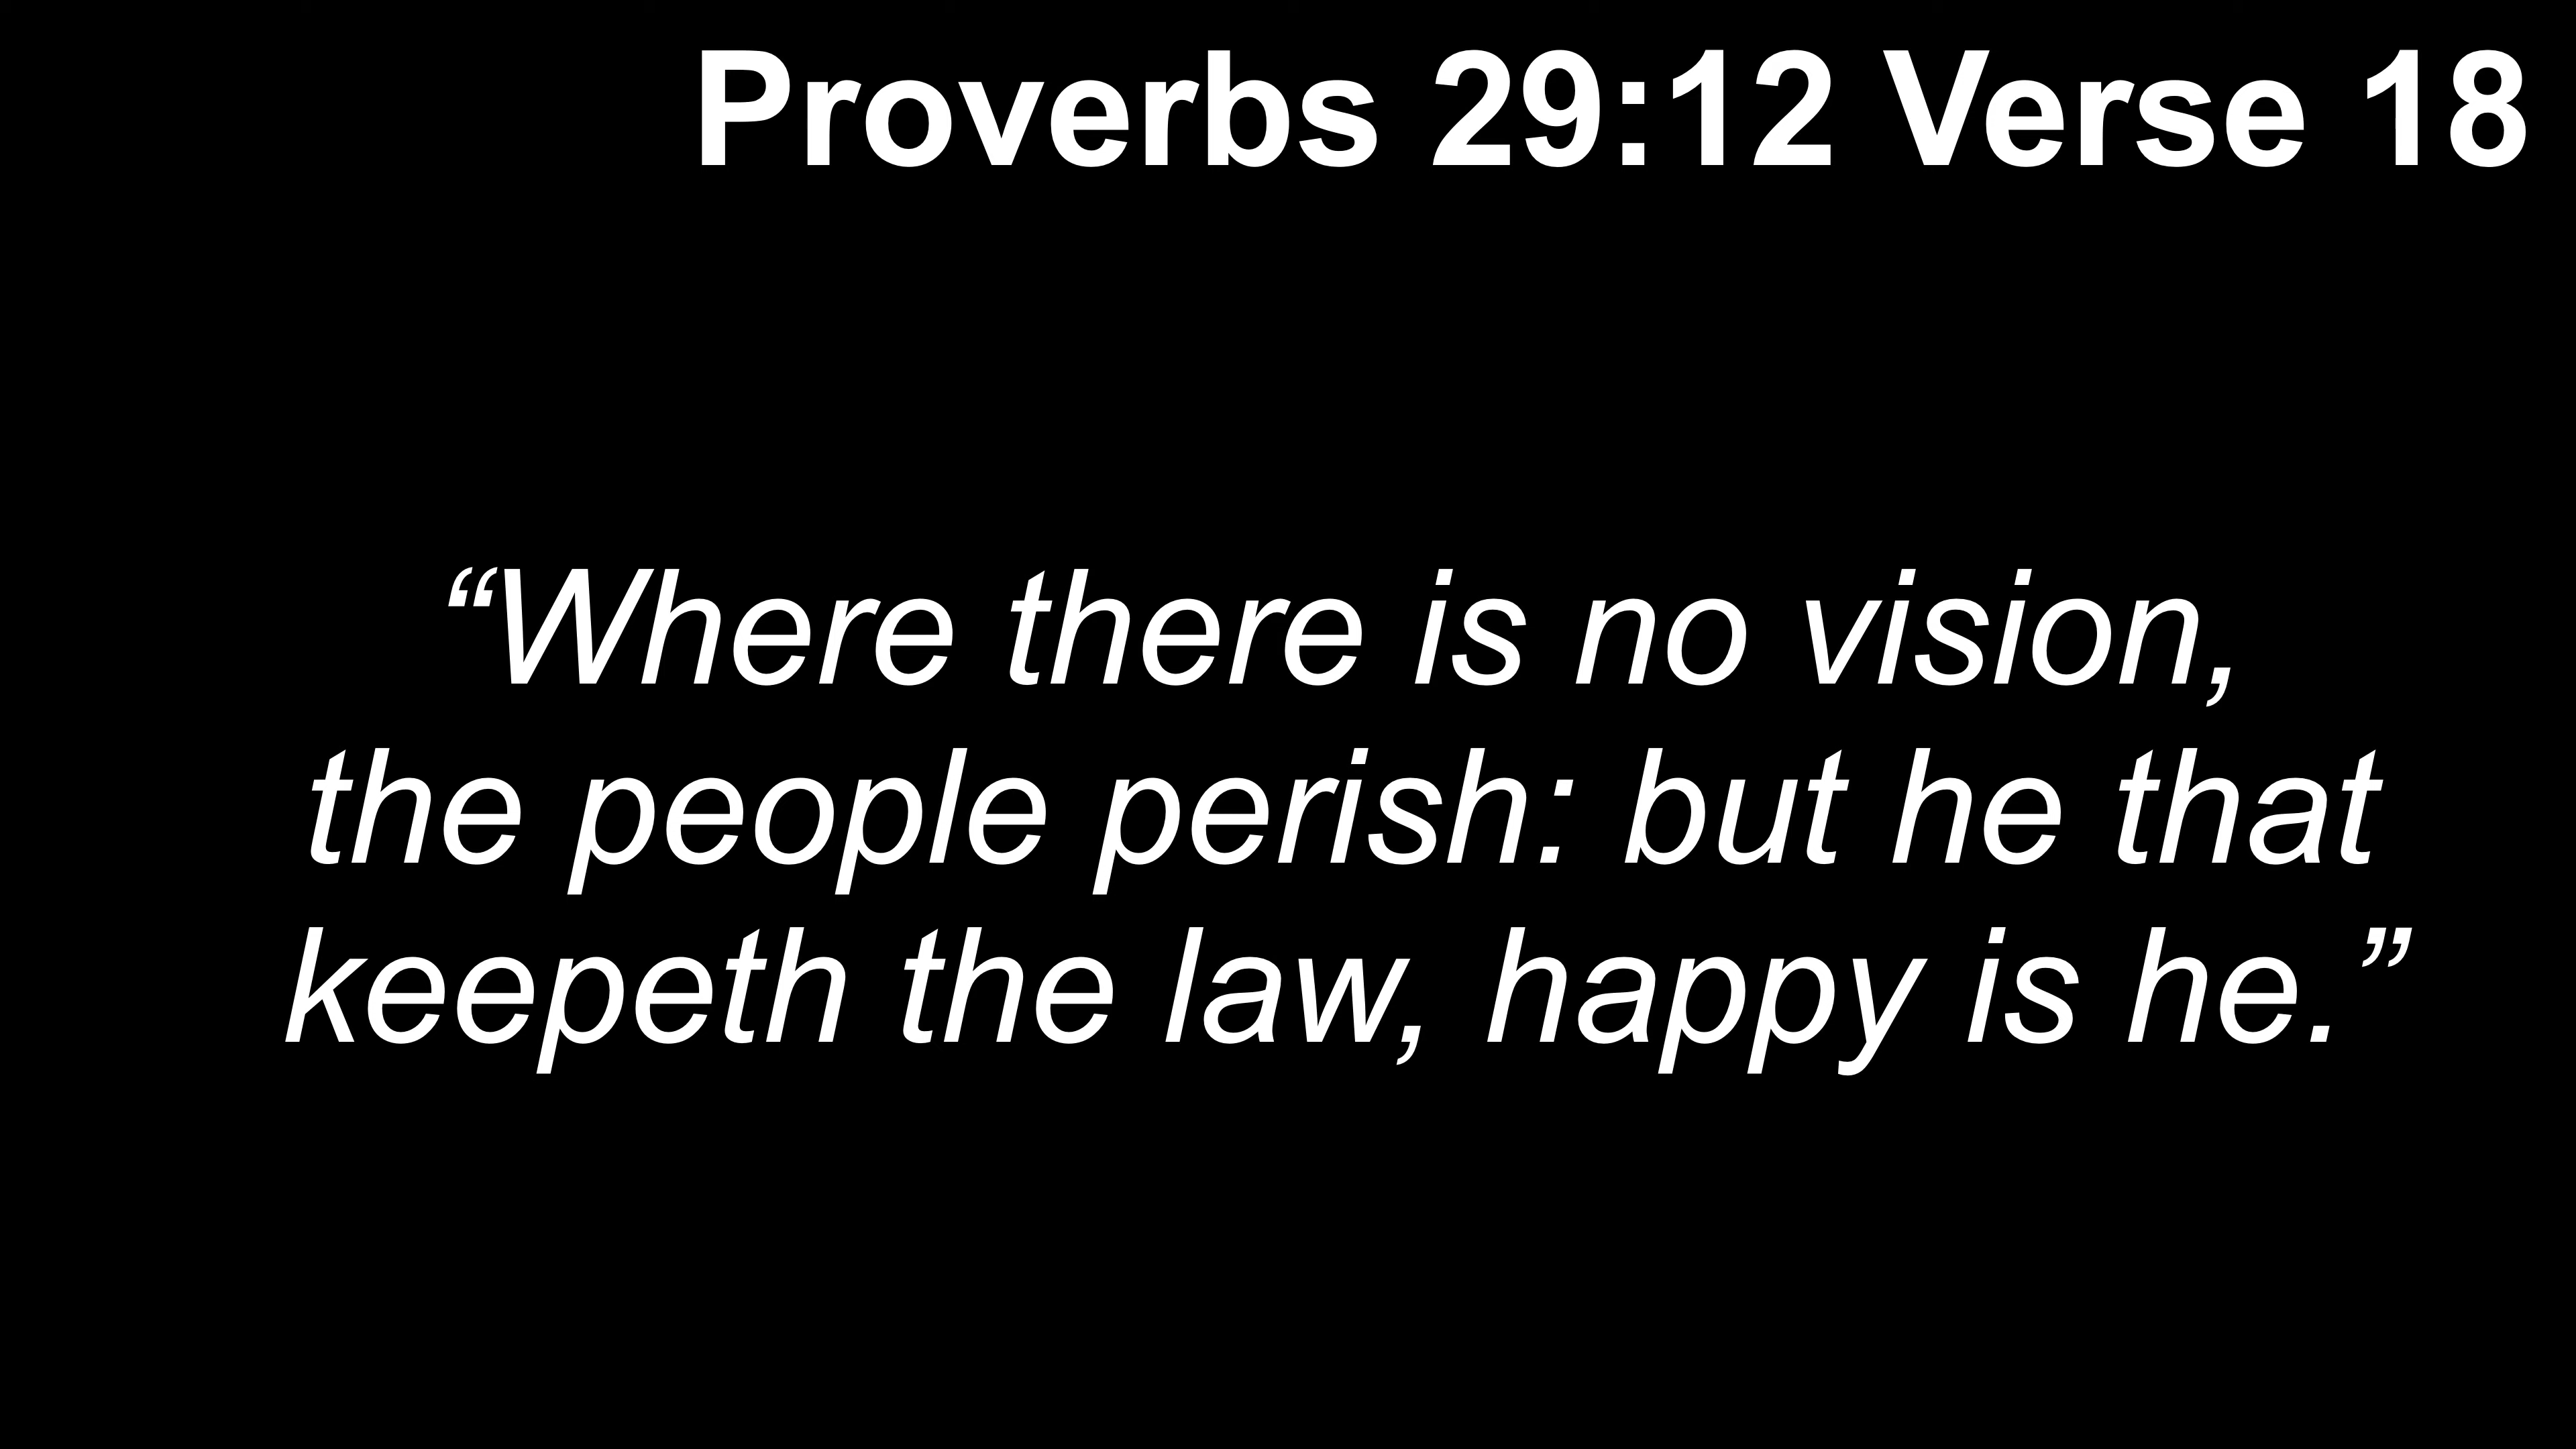 Proverbs 29:12 Verse 18
“Where there is no vision,
the people perish: but he that
keepeth the law, happy is he.”